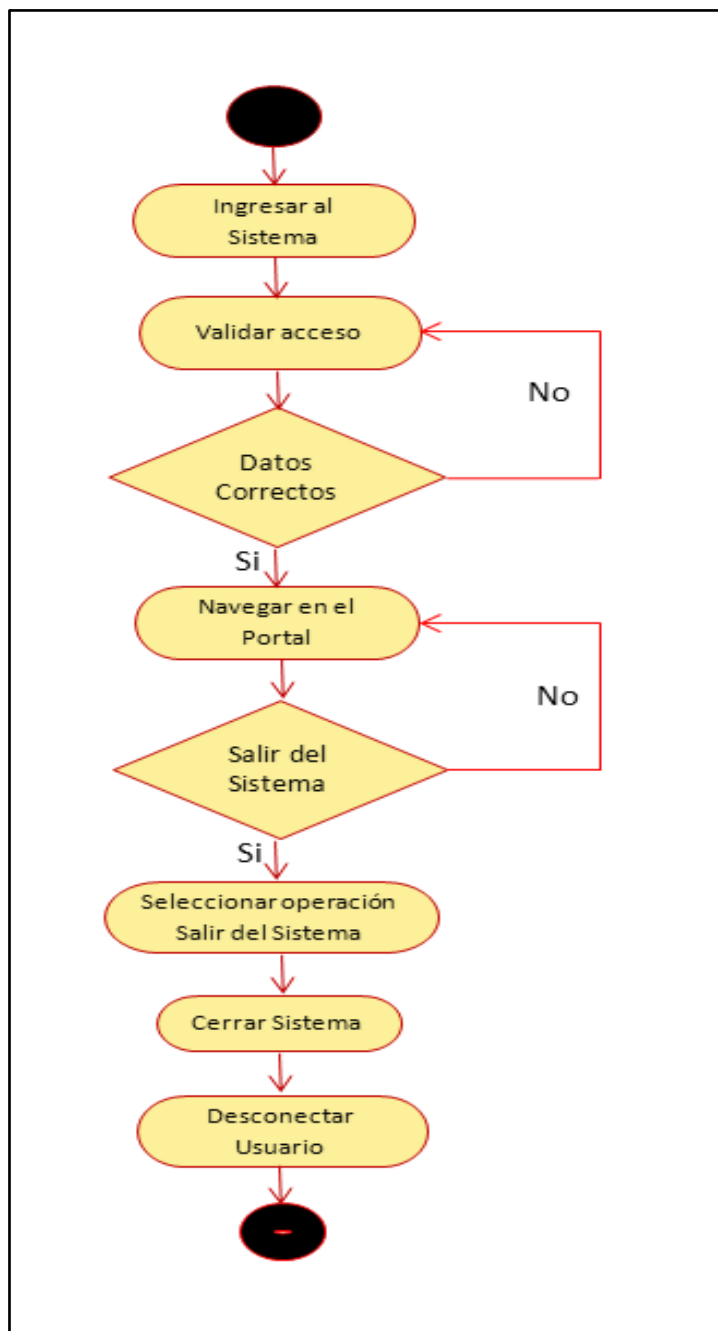 Ingresar al
Sistema
Validar acceso
No
Datos
Correctos
Si
Navegar en el
Portal
No
Salir del
Sistema
Si
Seleccionar operación
Salir del Sistema
Cerrar Sistema
Desconectar
Usuario